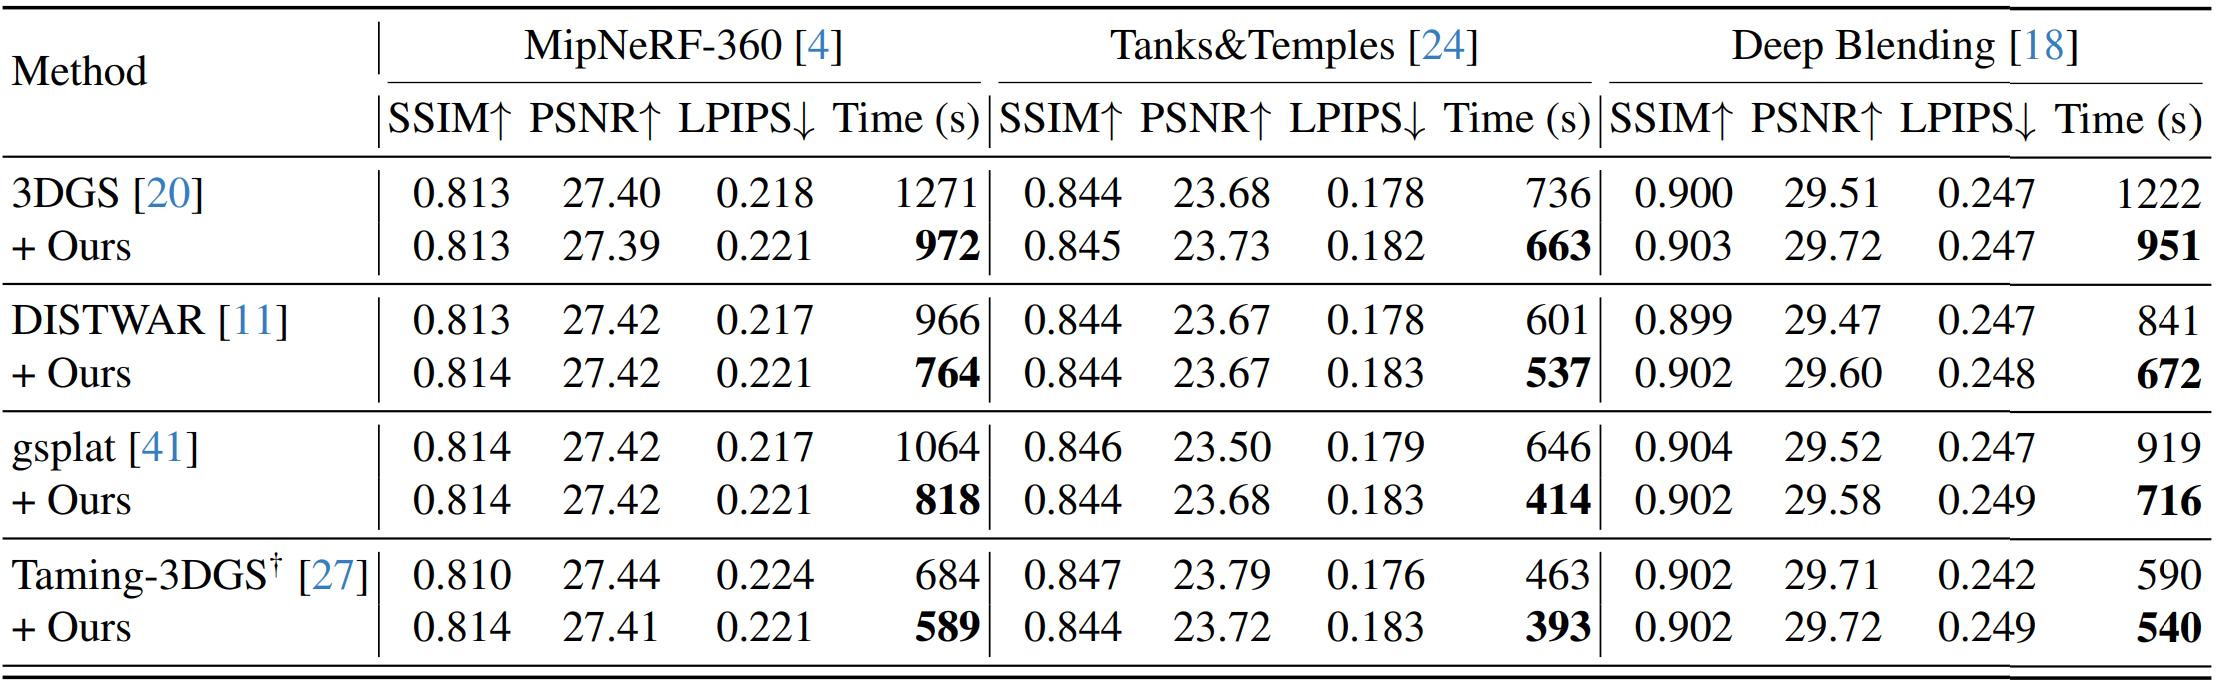 Method MipNeRF-360 [4] Tanks&Temples [24] Deep Blending [18]
SSIM↑ PSNR↑ LPIPS↓ Time (s) SSIM↑ PSNR↑ LPIPS↓ Time (s) SSIM↑ PSNR↑ LPIPS↓ Time (s)
3DGS [20] 0.813 27.40 0.218 1271 0.844 23.68 0.178 736 0.900 29.51 0.247 1222
+ Ours 0.813 27.39 0.221 972 0.845 23.73 0.182 663 0.903 29.72 0.247 951
DISTWAR [11] 0.813 27.42 0.217 966 0.844 23.67 0.178 601 0.899 29.47 0.247 841
+ Ours 0.814 27.42 0.221 764 0.844 23.67 0.183 537 0.902 29.60 0.248 672
gsplat [41] 0.814 27.42 0.217 1064 0.846 23.50 0.179 646 0.904 29.52 0.247 919
+ Ours 0.814 27.42 0.221 818 0.844 23.68 0.183 414 0.902 29.58 0.249 716
Taming-3DGS† [27] 0.810 27.44 0.224 684 0.847 23.79 0.176 463 0.902 29.71 0.242 590
+ Ours 0.814 27.41 0.221 589 0.844 23.72 0.183 393 0.902 29.72 0.249 540